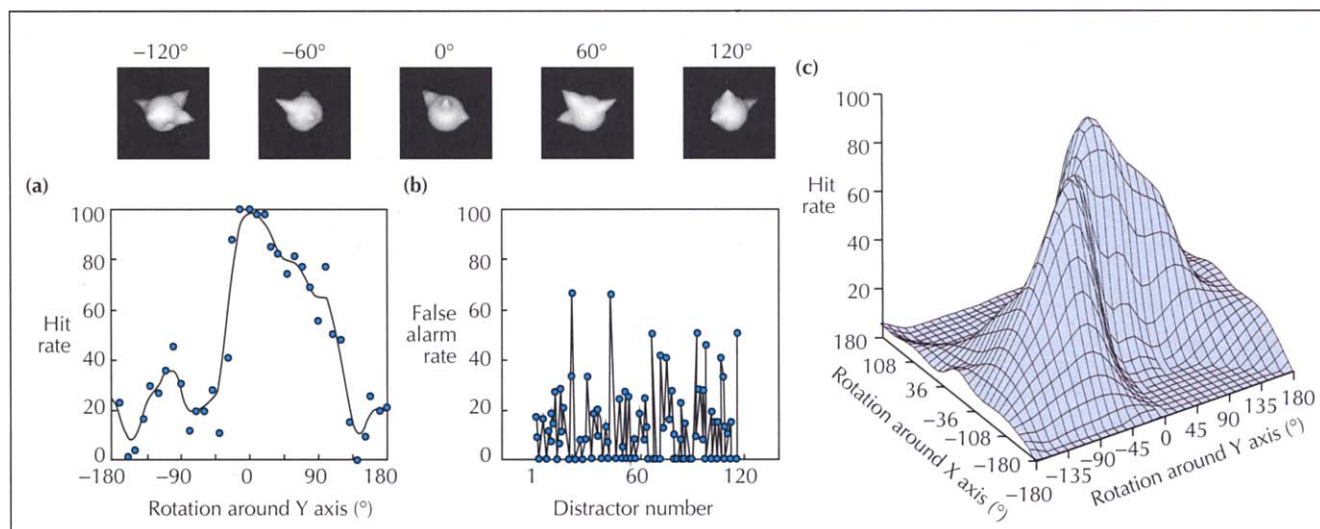 −120° −60° 0° 60° 120°
(a)
100
80
60
40
20
0
Hit
rate
−180 −90 0 90 180
Rotation around Y axis (°)
(b)
100
80
60
40
20
0
False
alarm
rate
1 60 120
Distractor number
(c)
100
80
60
40
20
Hit
rate
180
108
36
−36
−108
−180
Rotation around X axis (°)
−180
−135
−90
−45
0
45
90
135
180
Rotation around Y axis (°)